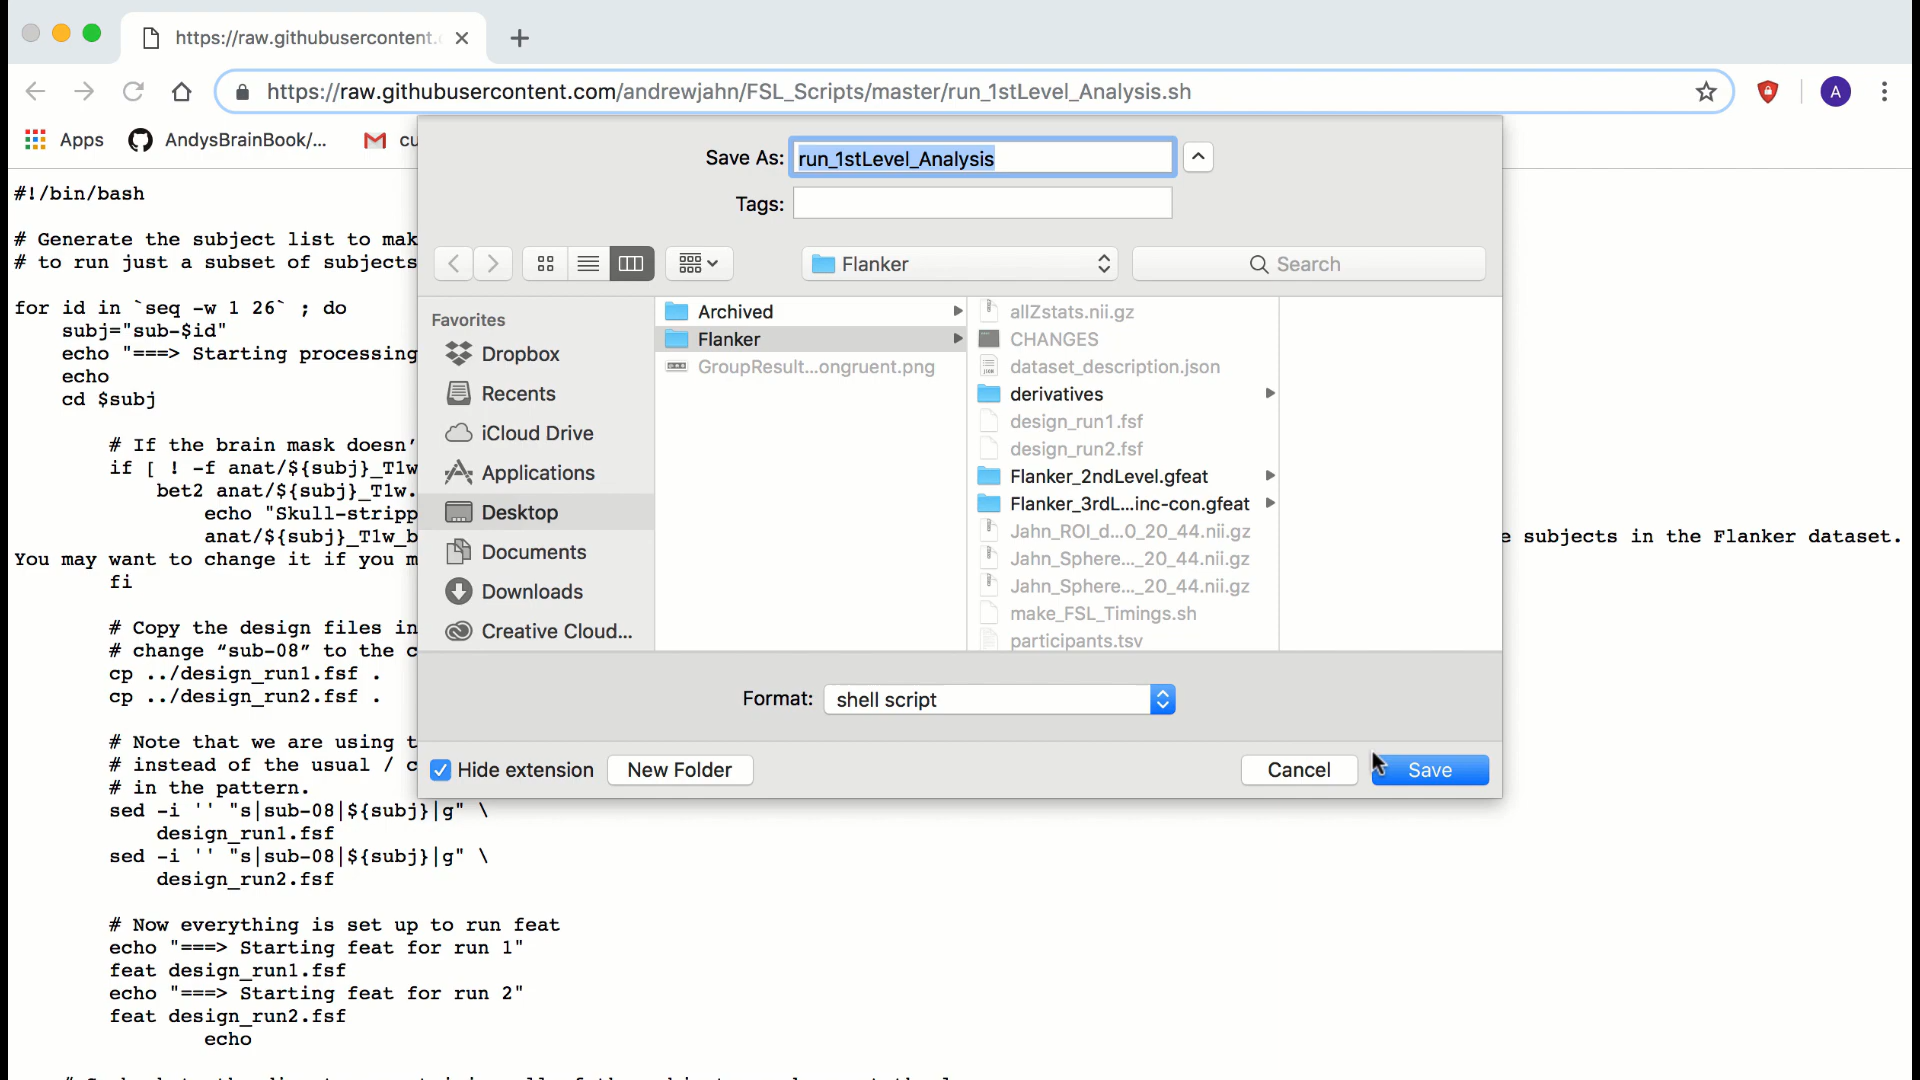 https://raw.githubusercontent.c
https://raw.githubusercontent.com/andrewjahn/FSL_Scripts/master/run_1stLevel_Analysis.sh
A
Apps
AndysBrainBook/...
Save As: run_1stLevel_Analysis
Tags:
Flanker
Search
Favorites
Dropbox
Recents
iCloud Drive
Applications
Desktop
Documents
Downloads
Creative Cloud...
Archived
Flanker
GroupResult...ongruent.png
allZstats.nii.gz
CHANGES
dataset_description.json
derivatives
design_run1.fsf
design_run2.fsf
Flanker_2ndLevel.gfeat
Flanker_3rdL...inc-con.gfeat
Jahn_ROI_d...0_20_44.nii.gz
Jahn_Sphere..._20_44.nii.gz
Jahn_Sphere..._20_44.nii.gz
make_FSL_Timings.sh
participants.tsv
Format: shell script
Hide extension
New Folder
Cancel
Save
#!/bin/bash
# Generate the subject list to mak
# to run just a subset of subjects
for id in `seq -w 1 26` ; do
subj="sub-$id"
echo "===> Starting processing
echo
cd $subj
# If the brain mask doesn'
if [ ! -f anat/${subj}_T1w
bet2 anat/${subj}_T1w.
echo "Skull-stripp
anat/${subj}_T1w_b
e subjects in the Flanker dataset.
You may want to change it if you m
fi
# Copy the design files in
# change “sub-08” to the c
cp ../design_run1.fsf .
cp ../design_run2.fsf .
# Note that we are using t
# instead of the usual / c
# in the pattern.
sed -i '' "s|sub-08|${subj}|g" \
design_run1.fsf
sed -i '' "s|sub-08|${subj}|g" \
design_run2.fsf
# Now everything is set up to run feat
echo "===> Starting feat for run 1"
feat design_run1.fsf
echo "===> Starting feat for run 2"
feat design_run2.fsf
echo